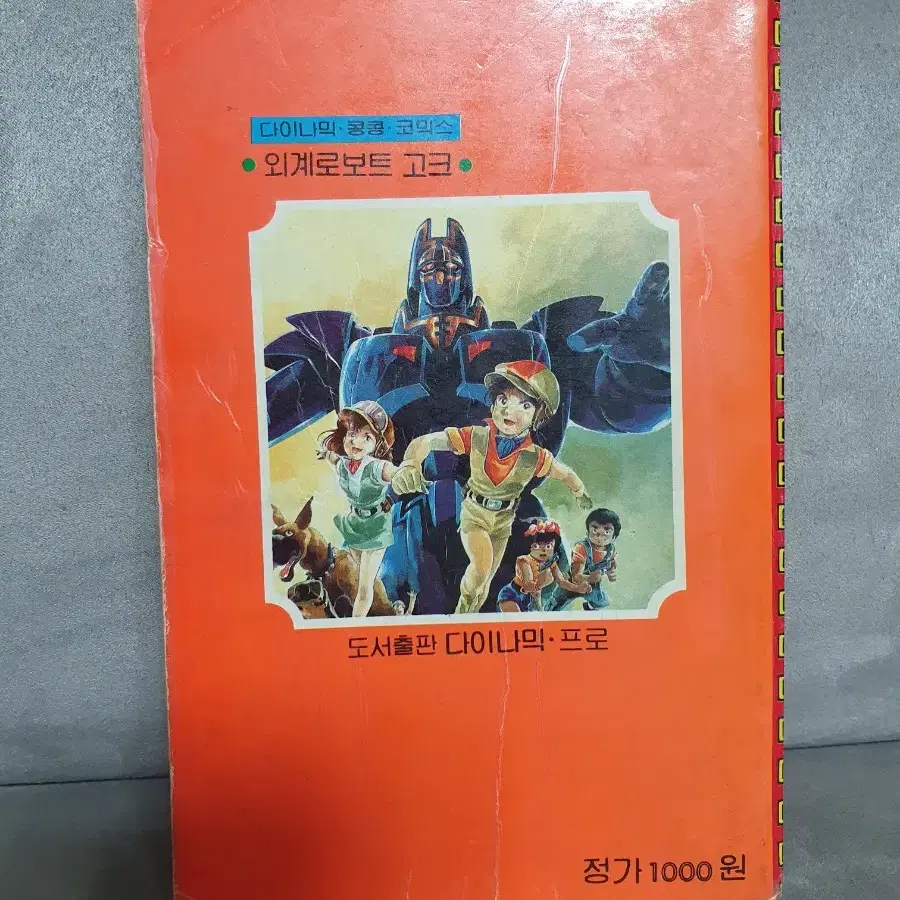 다이나믹·콩콩·코믹스
• 외계로보트 고크 •
도서출판 다이나믹·프로
정가 1000 원